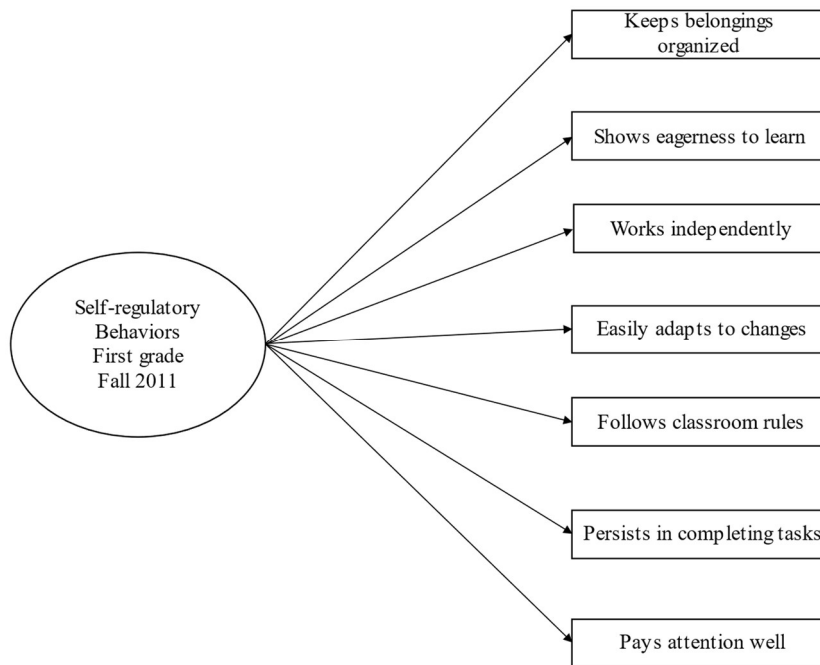 Keeps belongings
organized
Shows eagerness to learn
Works independently
Self-regulatory
Behaviors
First grade
Fall 2011
Easily adapts to changes
Follows classroom rules
Persists in completing tasks
Pays attention well